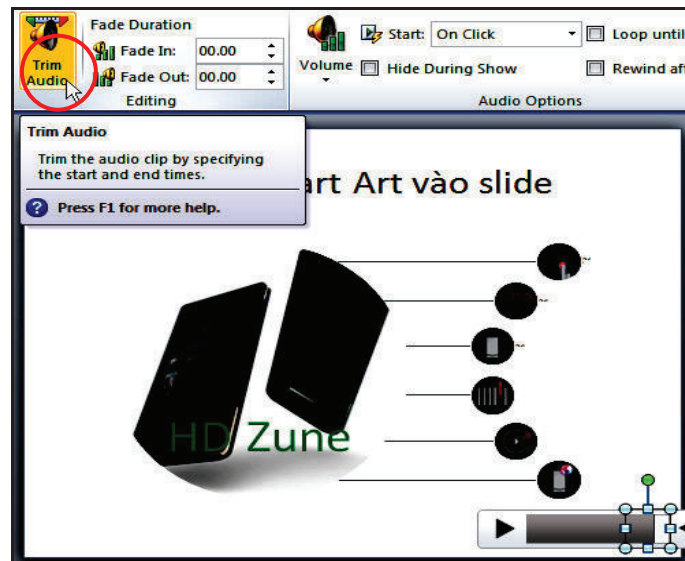 Trim
Audio
Fade Duration
Fade In: 00.00
Fade Out: 00.00
Editing
Volume
Start: On Click
Hide During Show
Loop until
Rewind
Audio Options
Trim Audio
Trim the audio clip by specifying
the start and end times.
Press F1 for more help.
Art vào slide
HD Zune